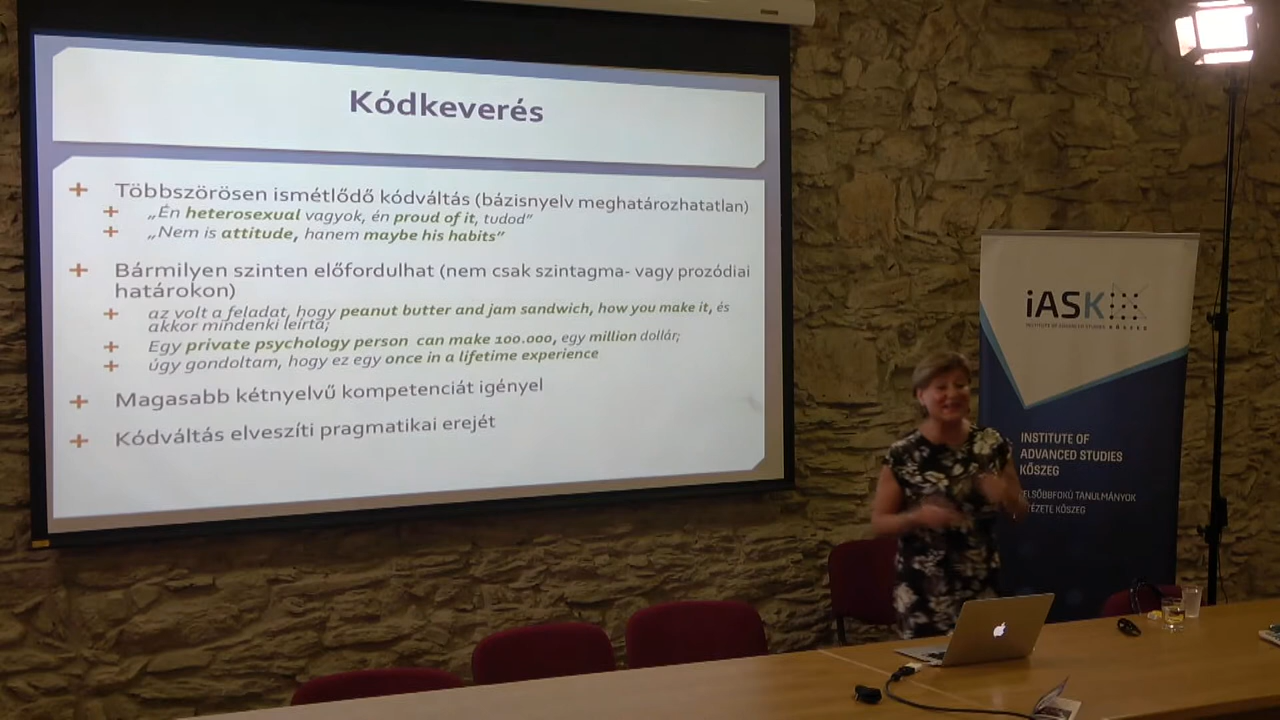 Kódkeverés
Többszörösen ismétlődő kódváltás (bázisnyelv meghatározhatatlan)
„Én heterosexual vagyok, én proud of it, tudod”
„Nem is attitude, hanem maybe his habits”
Bármilyen szinten előfordulhat (nem csak szintagma- vagy prozódiai
határokon)
az volt a feladat, hogy peanut butter and jam sandwich, how you make it, és
akkor mindenki leírta;
Egy private psychology person can make 100.000, egy million dollár;
úgy gondoltam, hogy ez egy once in a lifetime experience
Magasabb kétnyelvű kompetenciát igényel
Kódváltás elveszíti pragmatikai erejét
iASK
INSTITUTE OF ADVANCED STUDIES KŐSZEG
INSTITUTE OF
ADVANCED STUDIES
KŐSZEG
FELSŐBBFOKÚ TANULMÁNYOK
INTÉZETE KŐSZEG